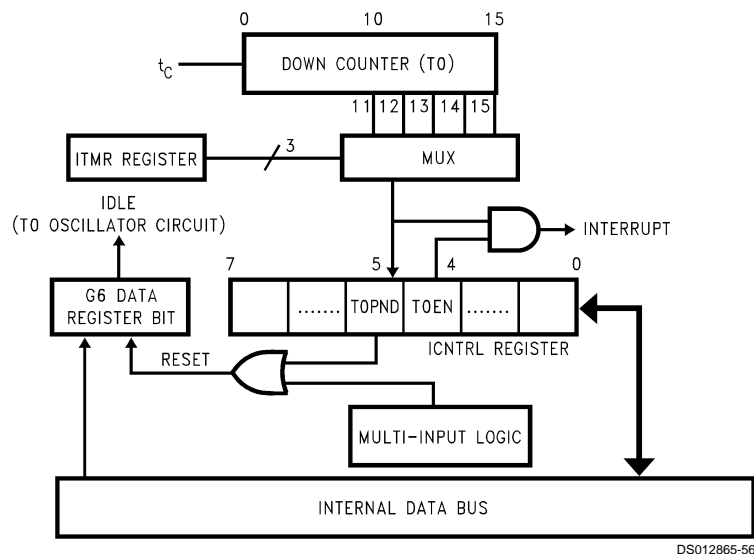 0 10 15
tC
DOWN COUNTER (T0)
11 12 13 14 15
ITMR REGISTER
3
MUX
IDLE
(TO OSCILLATOR CIRCUIT)
INTERRUPT
7 5 4 0
G6 DATA
REGISTER BIT
....... T0PND T0EN .......
ICNTRL REGISTER
RESET
MULTI-INPUT LOGIC
INTERNAL DATA BUS
DS012865-56